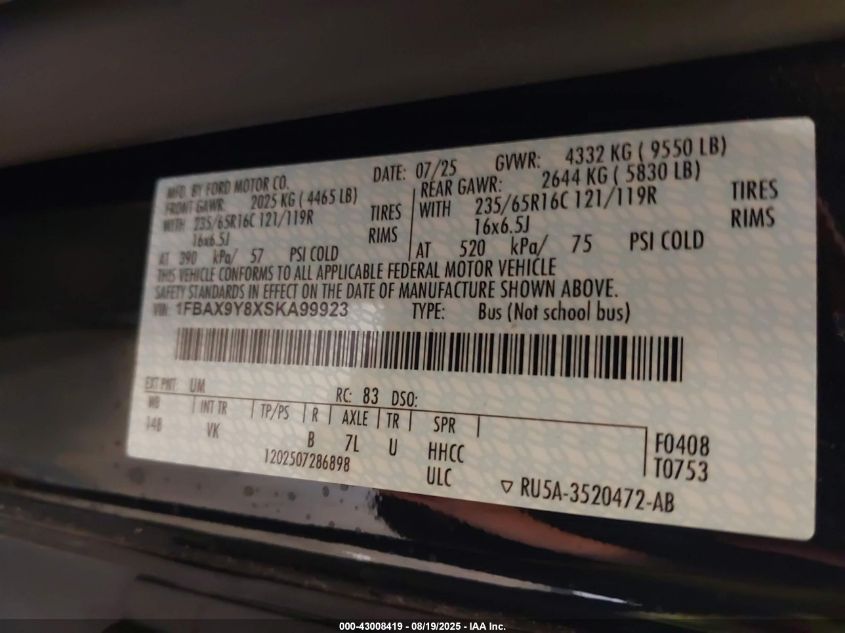 MFD. BY FORD MOTOR CO. DATE: 07/25 GVWR: 4332 KG ( 9550 LB)
FRONT GAWR: 2025 KG ( 4465 LB) REAR GAWR: 2644 KG ( 5830 LB)
WITH 235/65R16C 121/119R TIRES WITH 235/65R16C 121/119R TIRES
16x6.5J RIMS 16x6.5J RIMS
AT 390 kPa/ 57 PSI COLD AT 520 kPa/ 75 PSI COLD
THIS VEHICLE CONFORMS TO ALL APPLICABLE FEDERAL MOTOR VEHICLE
SAFETY STANDARDS IN EFFECT ON THE DATE OF MANUFACTURE SHOWN ABOVE.
VIN: 1FBAX9Y8XSKA99923 TYPE: Bus (Not school bus)
EXT PNT: UM RC: 83 DSO:
WB INT TR TP/PS R AXLE TR SPR
148 VK B 7L U HHCC F0408
1202507286898 ULC T0753
▽ RU5A-3520472-AB
000-43008419 - 08/19/2025 - IAA Inc.